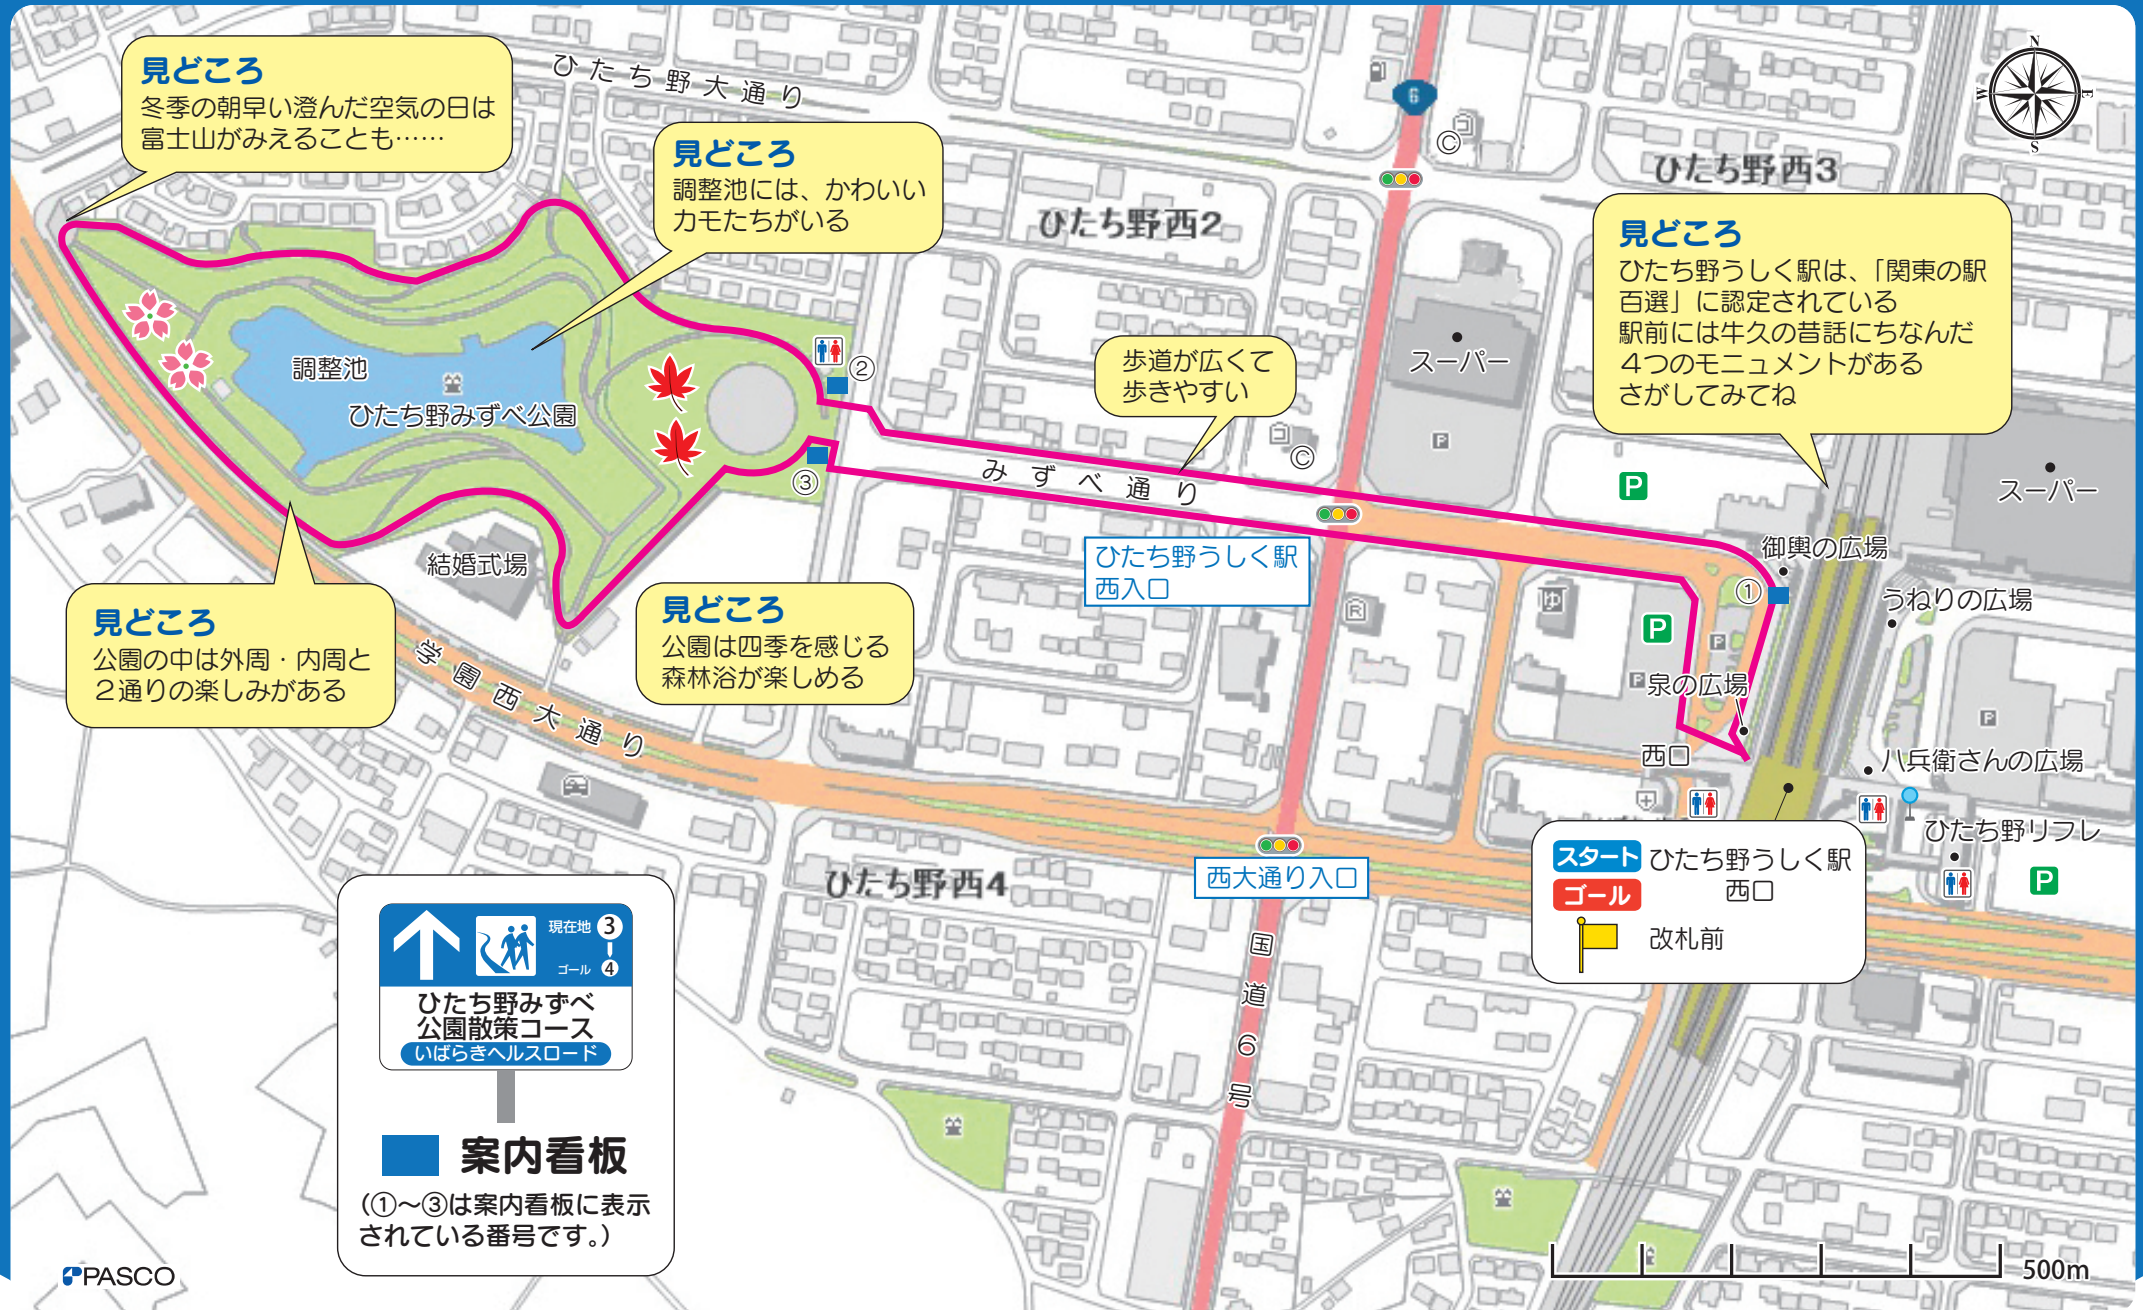 見どころ
冬季の朝早い澄んだ空気の日は
富士山がみえることも……
ひたち野大通り
見どころ
調整池には、かわいい
カモたちがいる
6
Ⓒ
ひたち野西3
ひたち野西2
N
W
E
S
見どころ
ひたち野うしく駅は、「関東の駅
百選」に認定されている
駅前には牛久の昔話にちなんだ
４つのモニュメントがある
さがしてみてね
スーパー
歩道が広くて
歩きやすい
調整池
ひたち野みずべ公園
②
③
Ⓒ
P
P
みずべ通り
スーパー
結婚式場
ひたち野うしく駅
西入口
御輿の広場
①
うねりの広場
見どころ
公園の中は外周・内周と
２通りの楽しみがある
見どころ
公園は四季を感じる
森林浴が楽しめる
R
ゆ
P
P
P
泉の広場
P
学園西大通り
西口
八兵衛さんの広場
ひたち野リフレ
P
スタート ひたち野うしく駅
ゴール 西口
改札前
西大通り入口
ひたち野西4
国道6号
現在地 3
ゴール 4
ひたち野みずべ
公園散策コース
いばらきヘルスロード
案内看板
(①～③は案内看板に表示
されている番号です。)
PASCO
500m